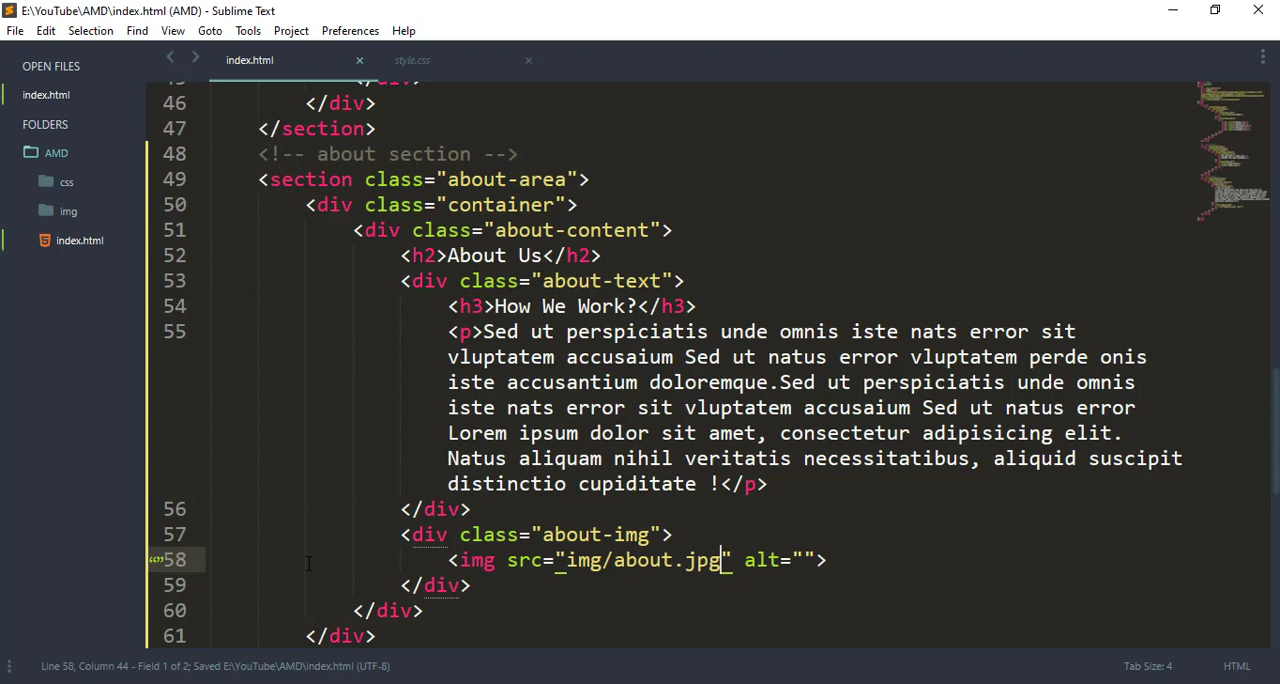 E:\YouTube\AMD\index.html (AMD) - Sublime Text
File Edit Selection Find View Goto Tools Project Preferences Help
OPEN FILES
index.html
FOLDERS
AMD
css
img
index.html
index.html style.css
46 </div>
47 </section>
48 <!-- about section -->
49 <section class="about-area">
50 <div class="container">
51 <div class="about-content">
52 <h2>About Us</h2>
53 <div class="about-text">
54 <h3>How We Work?</h3>
55 <p>Sed ut perspiciatis unde omnis iste nats error sit
vluptatem accusaium Sed ut natus error vluptatem perde onis
iste accusantium doloremque.Sed ut perspiciatis unde omnis
iste nats error sit vluptatem accusaium Sed ut natus error
Lorem ipsum dolor sit amet, consectetur adipisicing elit.
Natus aliquam nihil veritatis necessitatibus, aliquid suscipit
distinctio cupiditate !</p>
56 </div>
57 <div class="about-img">
58 <img src="img/about.jpg" alt="">
59 </div>
60 </div>
61 </div>
Line 58, Column 44 - Field 1 of 2; Saved E:\YouTube\AMD\index.html (UTF-8)
Tab Size: 4 HTML